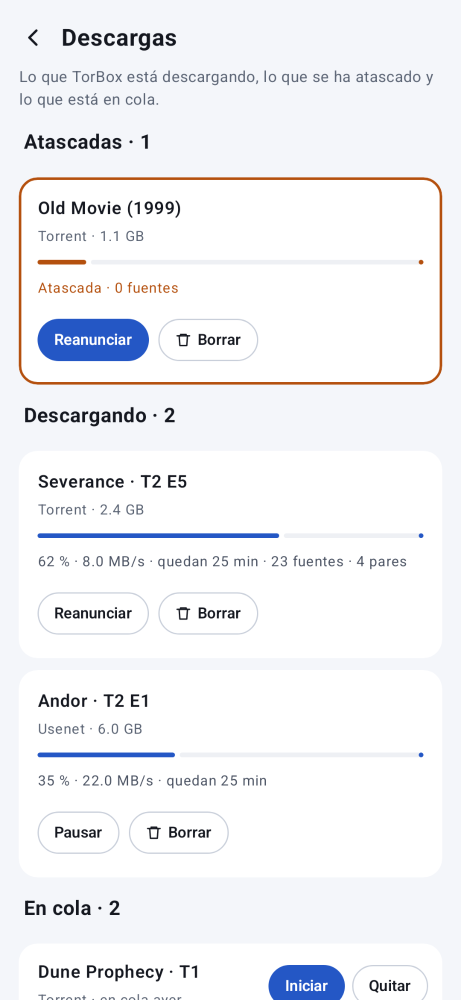 Descargas
Lo que TorBox está descargando, lo que se ha atascado y
lo que está en cola.
Atascadas · 1
Old Movie (1999)
Torrent · 1.1 GB
Atascada · 0 fuentes
Reanunciar
Borrar
Descargando · 2
Severance · T2 E5
Torrent · 2.4 GB
62 % · 8.0 MB/s · quedan 25 min · 23 fuentes · 4 pares
Reanunciar
Borrar
Andor · T2 E1
Usenet · 6.0 GB
35 % · 22.0 MB/s · quedan 25 min
Pausar
Borrar
En cola · 2
Dune Prophecy · T1
Torrent · en cola ayer
Iniciar
Quitar